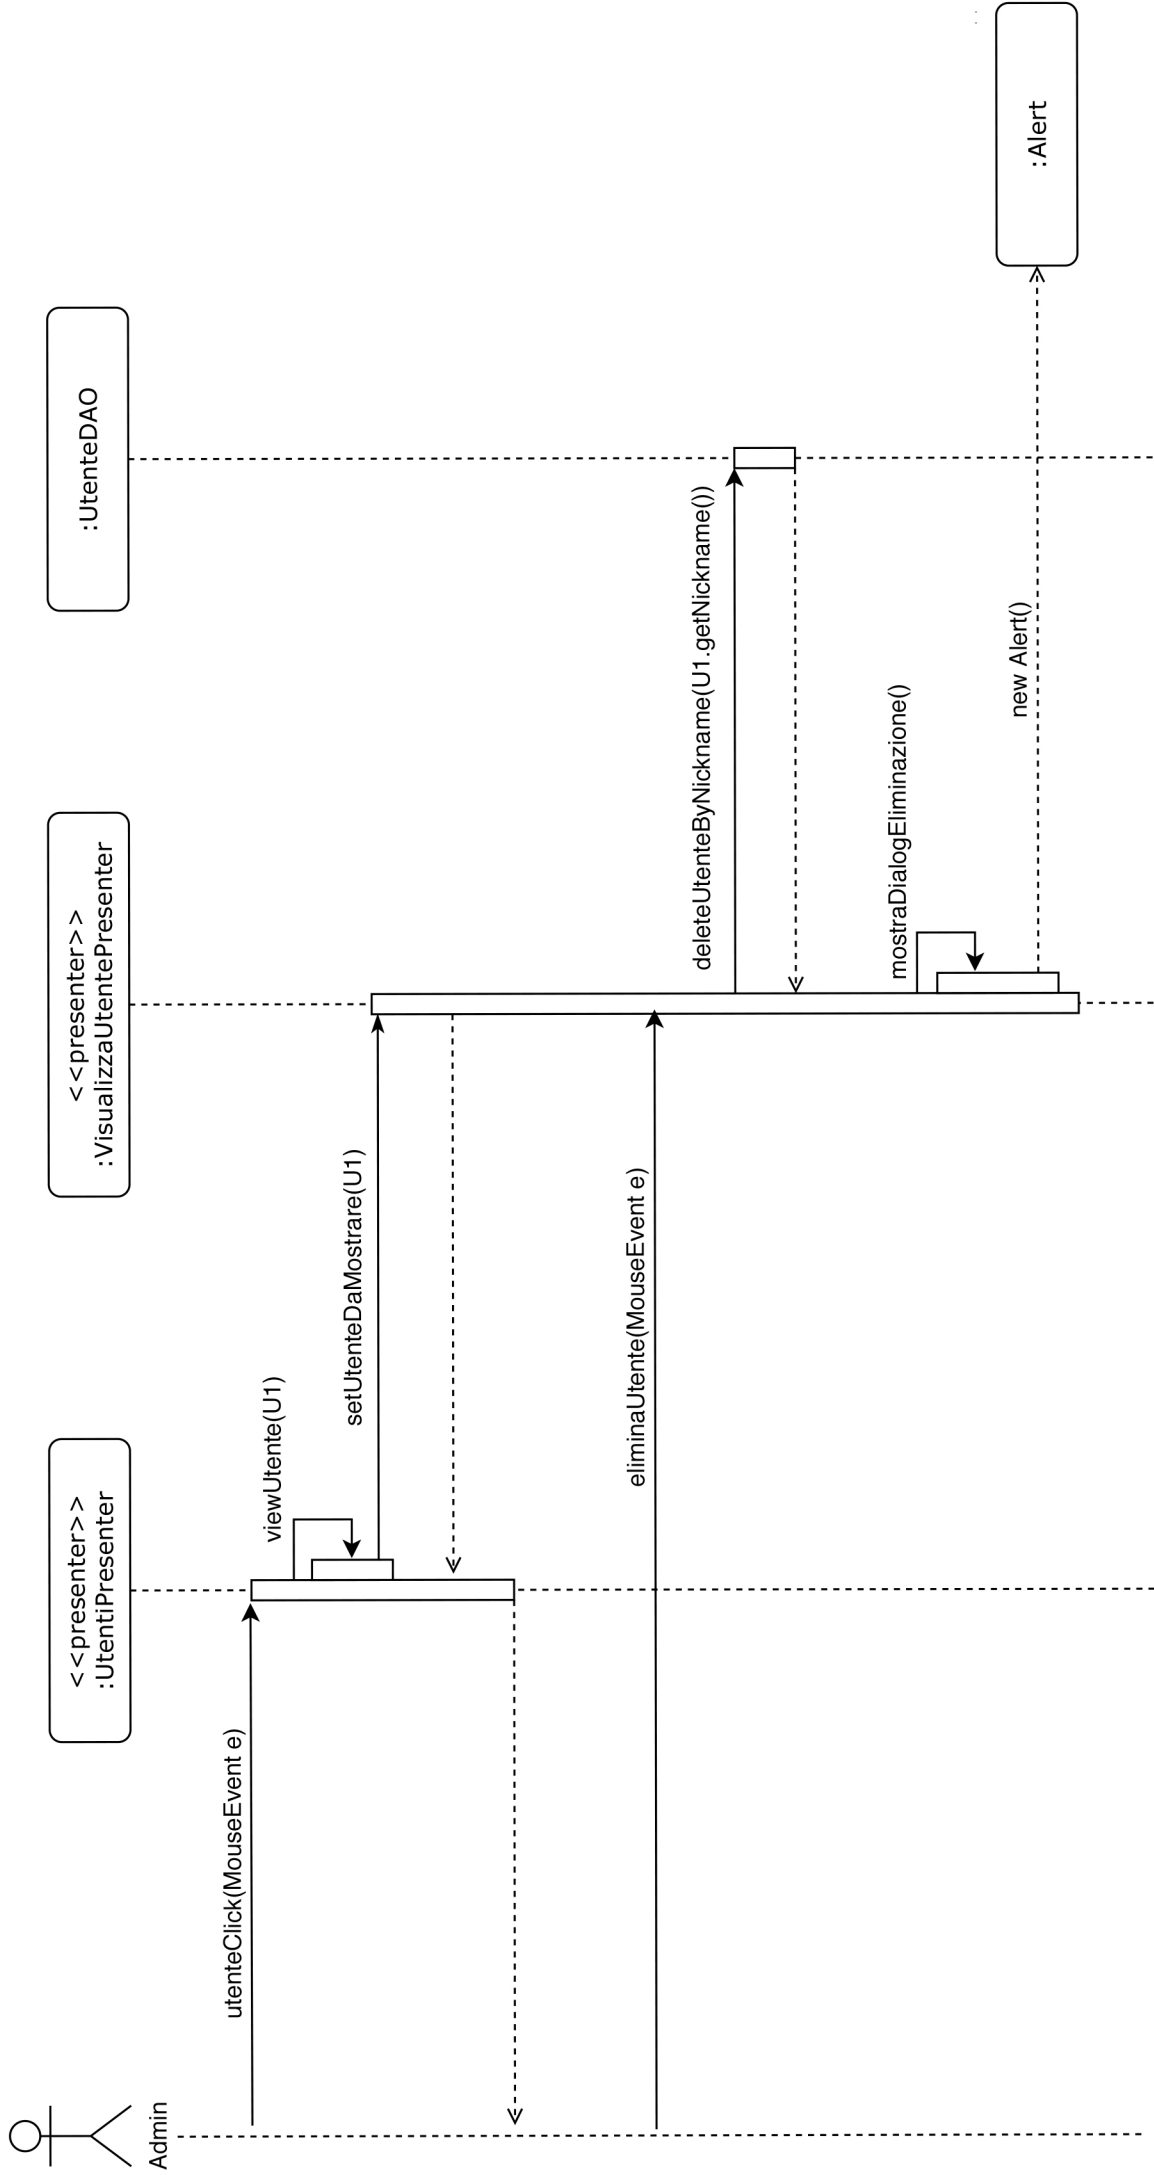 Admin
<<presenter>>
:UtentiPresenter
<<presenter>>
:VisualizzaUtentePresenter
:UtenteDAO
utenteClick(MouseEvent e)
viewUtente(U1)
setUtenteDaMostrare(U1)
eliminaUtente(MouseEvent e)
deleteUtenteByNickname(U1.getNickname())
mostraDialogEliminazione()
new Alert()
:Alert